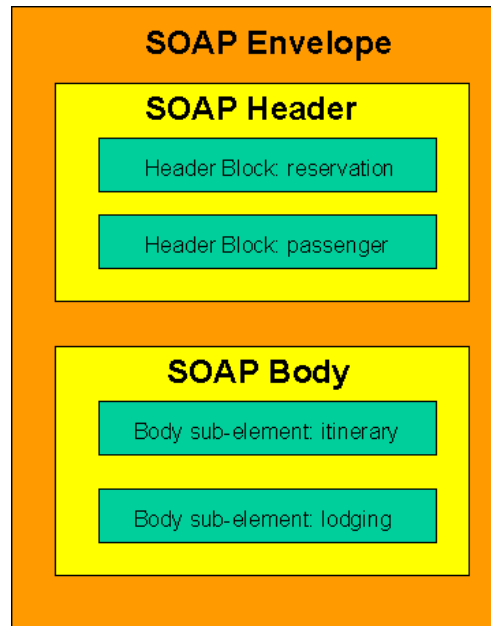 SOAP Envelope
SOAP Header
Header Block: reservation
Header Block: passenger
SOAP Body
Body sub-element: itinerary
Body sub-element: lodging